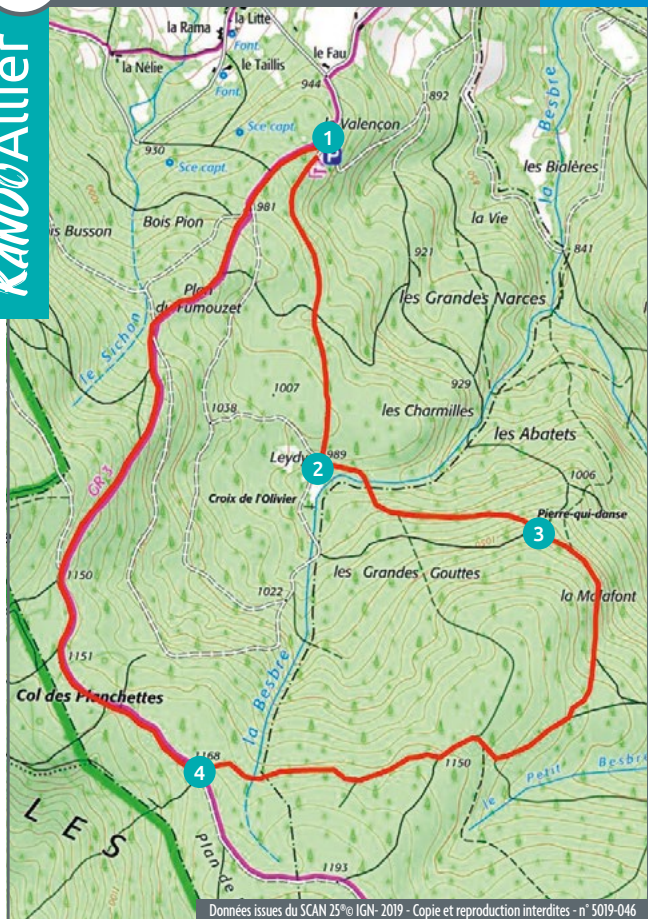 RANDOAllier
la Litte
la Rama
Font.
le Fau
la Nélie
le Taillis
Font.
944
892
la Besbre
Sce capt.
Valençon
1
P
930
Sce capt.
les Bialères
981
la Vie
Bois Busson
Bois Pion
921
841
Plan
du Fumouzet
les Grandes Narces
le Sichon
1007
929
1038
les Charmilles
les Abatets
989
2
1006
GR 3
Croix de l'Olivier
Pierre-qui-danse
3
1150
les Grandes Gouttes
1022
la Malafont
1151
la Besbre
Col des Planchettes
1168
1150
4
le Petit Besbre
LES
Plan de
1193
Données issues du SCAN 25®© IGN- 2019 - Copie et reproduction interdites - n° 5019-046